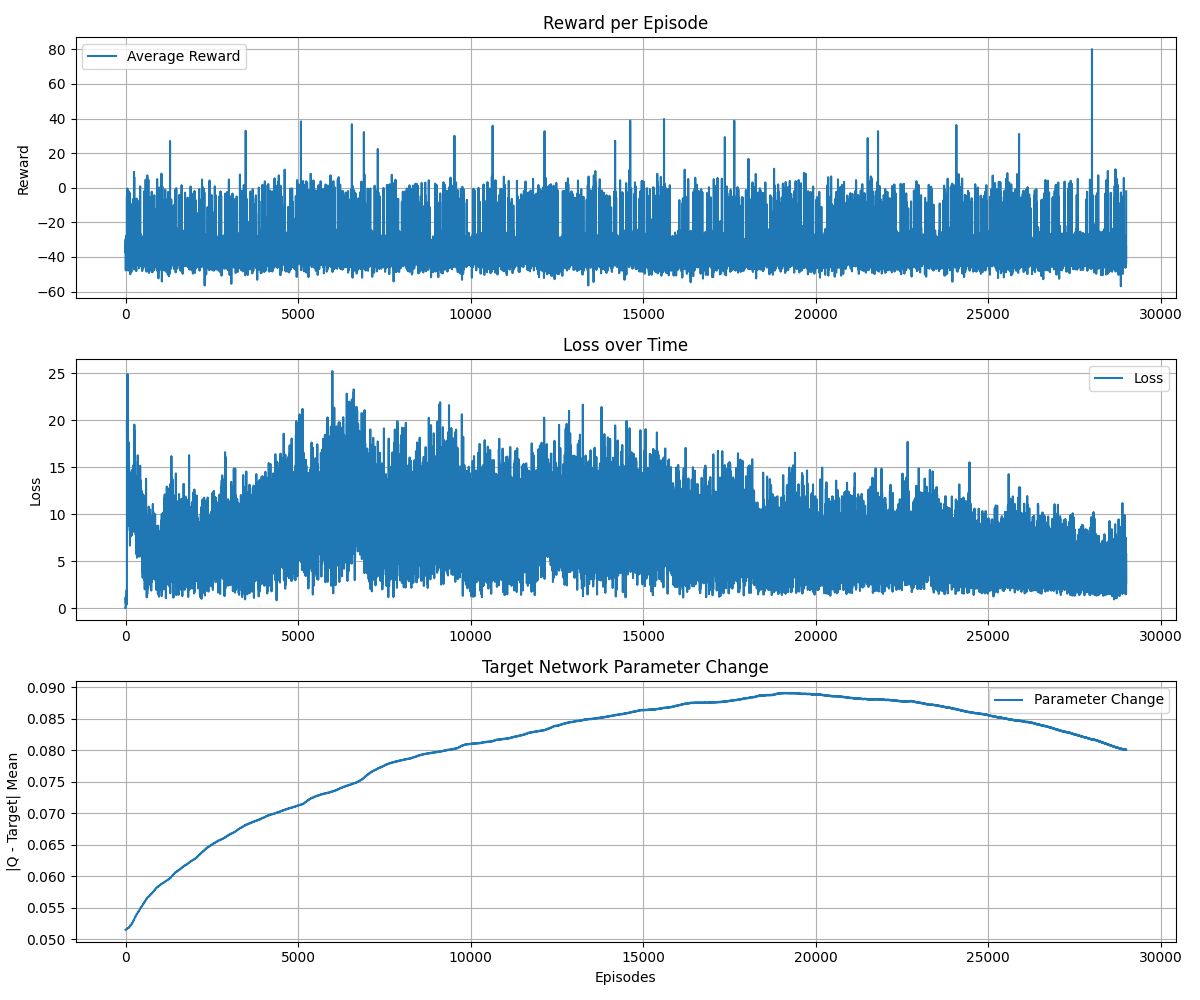 Reward per Episode
Average Reward
Reward
80
60
40
20
0
−20
−40
−60
0 5000 10000 15000 20000 25000 30000
Loss over Time
Loss
Loss
25
20
15
10
5
0
0 5000 10000 15000 20000 25000 30000
Target Network Parameter Change
Parameter Change
|Q - Target| Mean
0.090
0.085
0.080
0.075
0.070
0.065
0.060
0.055
0.050
0 5000 10000 15000 20000 25000 30000
Episodes